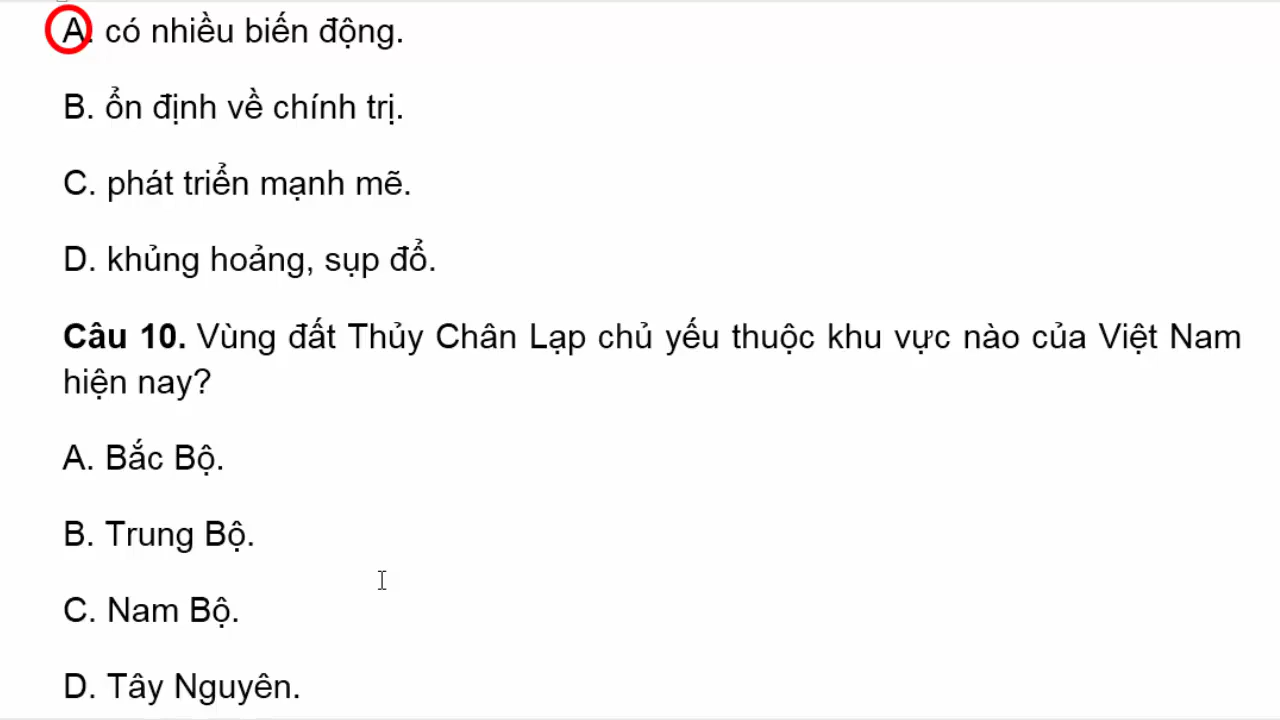 A. có nhiều biến động.
B. ổn định về chính trị.
C. phát triển mạnh mẽ.
D. khủng hoảng, sụp đổ.
Câu 10. Vùng đất Thủy Chân Lạp chủ yếu thuộc khu vực nào của Việt Nam
hiện nay?
A. Bắc Bộ.
B. Trung Bộ.
C. Nam Bộ.
D. Tây Nguyên.